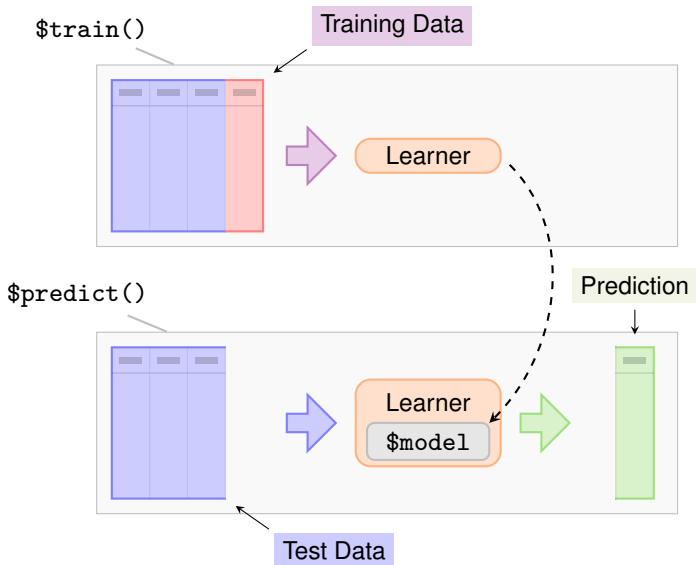 $train()
Training Data
Learner
$predict()
Prediction
Learner
$model
Test Data